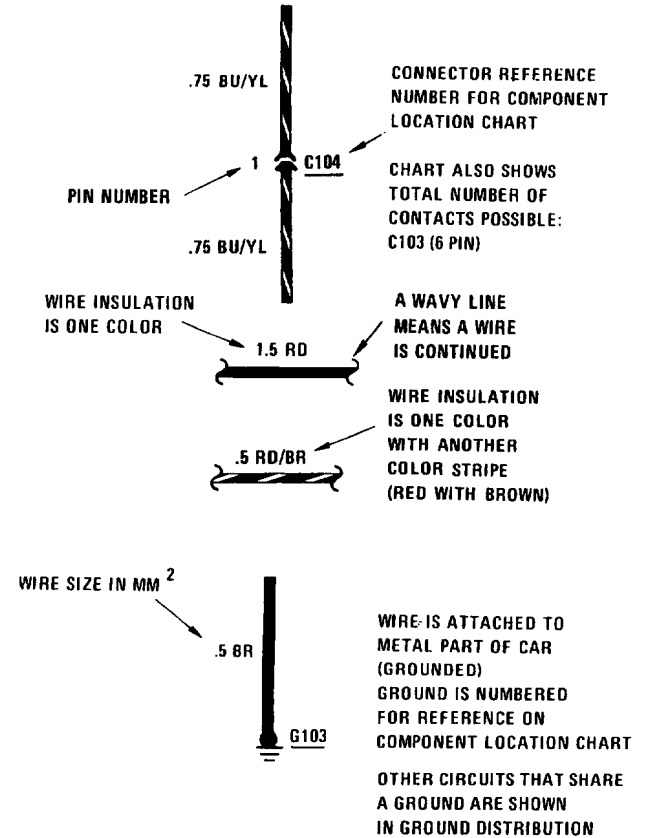 .75 BU/YL
CONNECTOR REFERENCE
NUMBER FOR COMPONENT
LOCATION CHART
1 C104
PIN NUMBER
CHART ALSO SHOWS
TOTAL NUMBER OF
CONTACTS POSSIBLE:
C103 (6 PIN)
.75 BU/YL
WIRE INSULATION
IS ONE COLOR
A WAVY LINE
MEANS A WIRE
IS CONTINUED
1.5 RD
WIRE INSULATION
IS ONE COLOR
WITH ANOTHER
COLOR STRIPE
(RED WITH BROWN)
.5 RD/BR
WIRE SIZE IN MM 2
.5 BR
G103
WIRE IS ATTACHED TO
METAL PART OF CAR
(GROUNDED)
GROUND IS NUMBERED
FOR REFERENCE ON
COMPONENT LOCATION CHART
OTHER CIRCUITS THAT SHARE
A GROUND ARE SHOWN
IN GROUND DISTRIBUTION